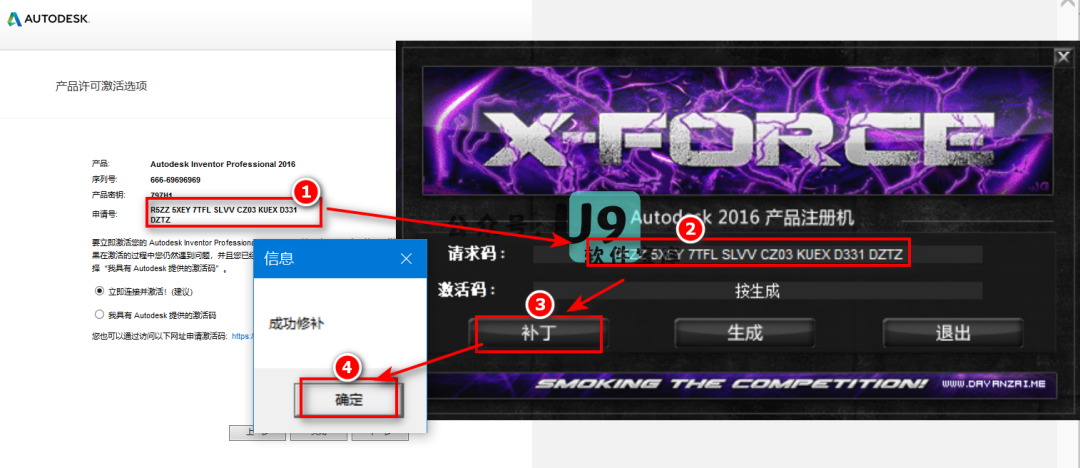 AUTODESK
产品许可激活选项
产品: Autodesk Inventor Professional 2016
序列号: 666-69696969
产品密钥: 797H1
申请号: R5ZZ 5XEY 7TFL SLVV CZ03 KUEX D331
DZTZ
要立即激活您的 Autodesk Inventor Profession
果在激活的过程中您仍然遇到问题，并且您已
择“我具有 Autodesk 提供的激活码”。
立即连接并激活! (建议)
我具有 Autodesk 提供的激活码
您也可以通过访问以下网址申请激活码: https:/
1
信息
成功修补
4
确定
X-FORCE
公众号
J9
软件
Autodesk 2016 产品注册机
2
请求码:
ZZ 5XEY 7TFL SLVV CZ03 KUEX D331 DZTZ
激活码: 按生成
3
补丁 生成 退出
SMOKING THE COMPETITION! WWW.DAVANZAI.ME